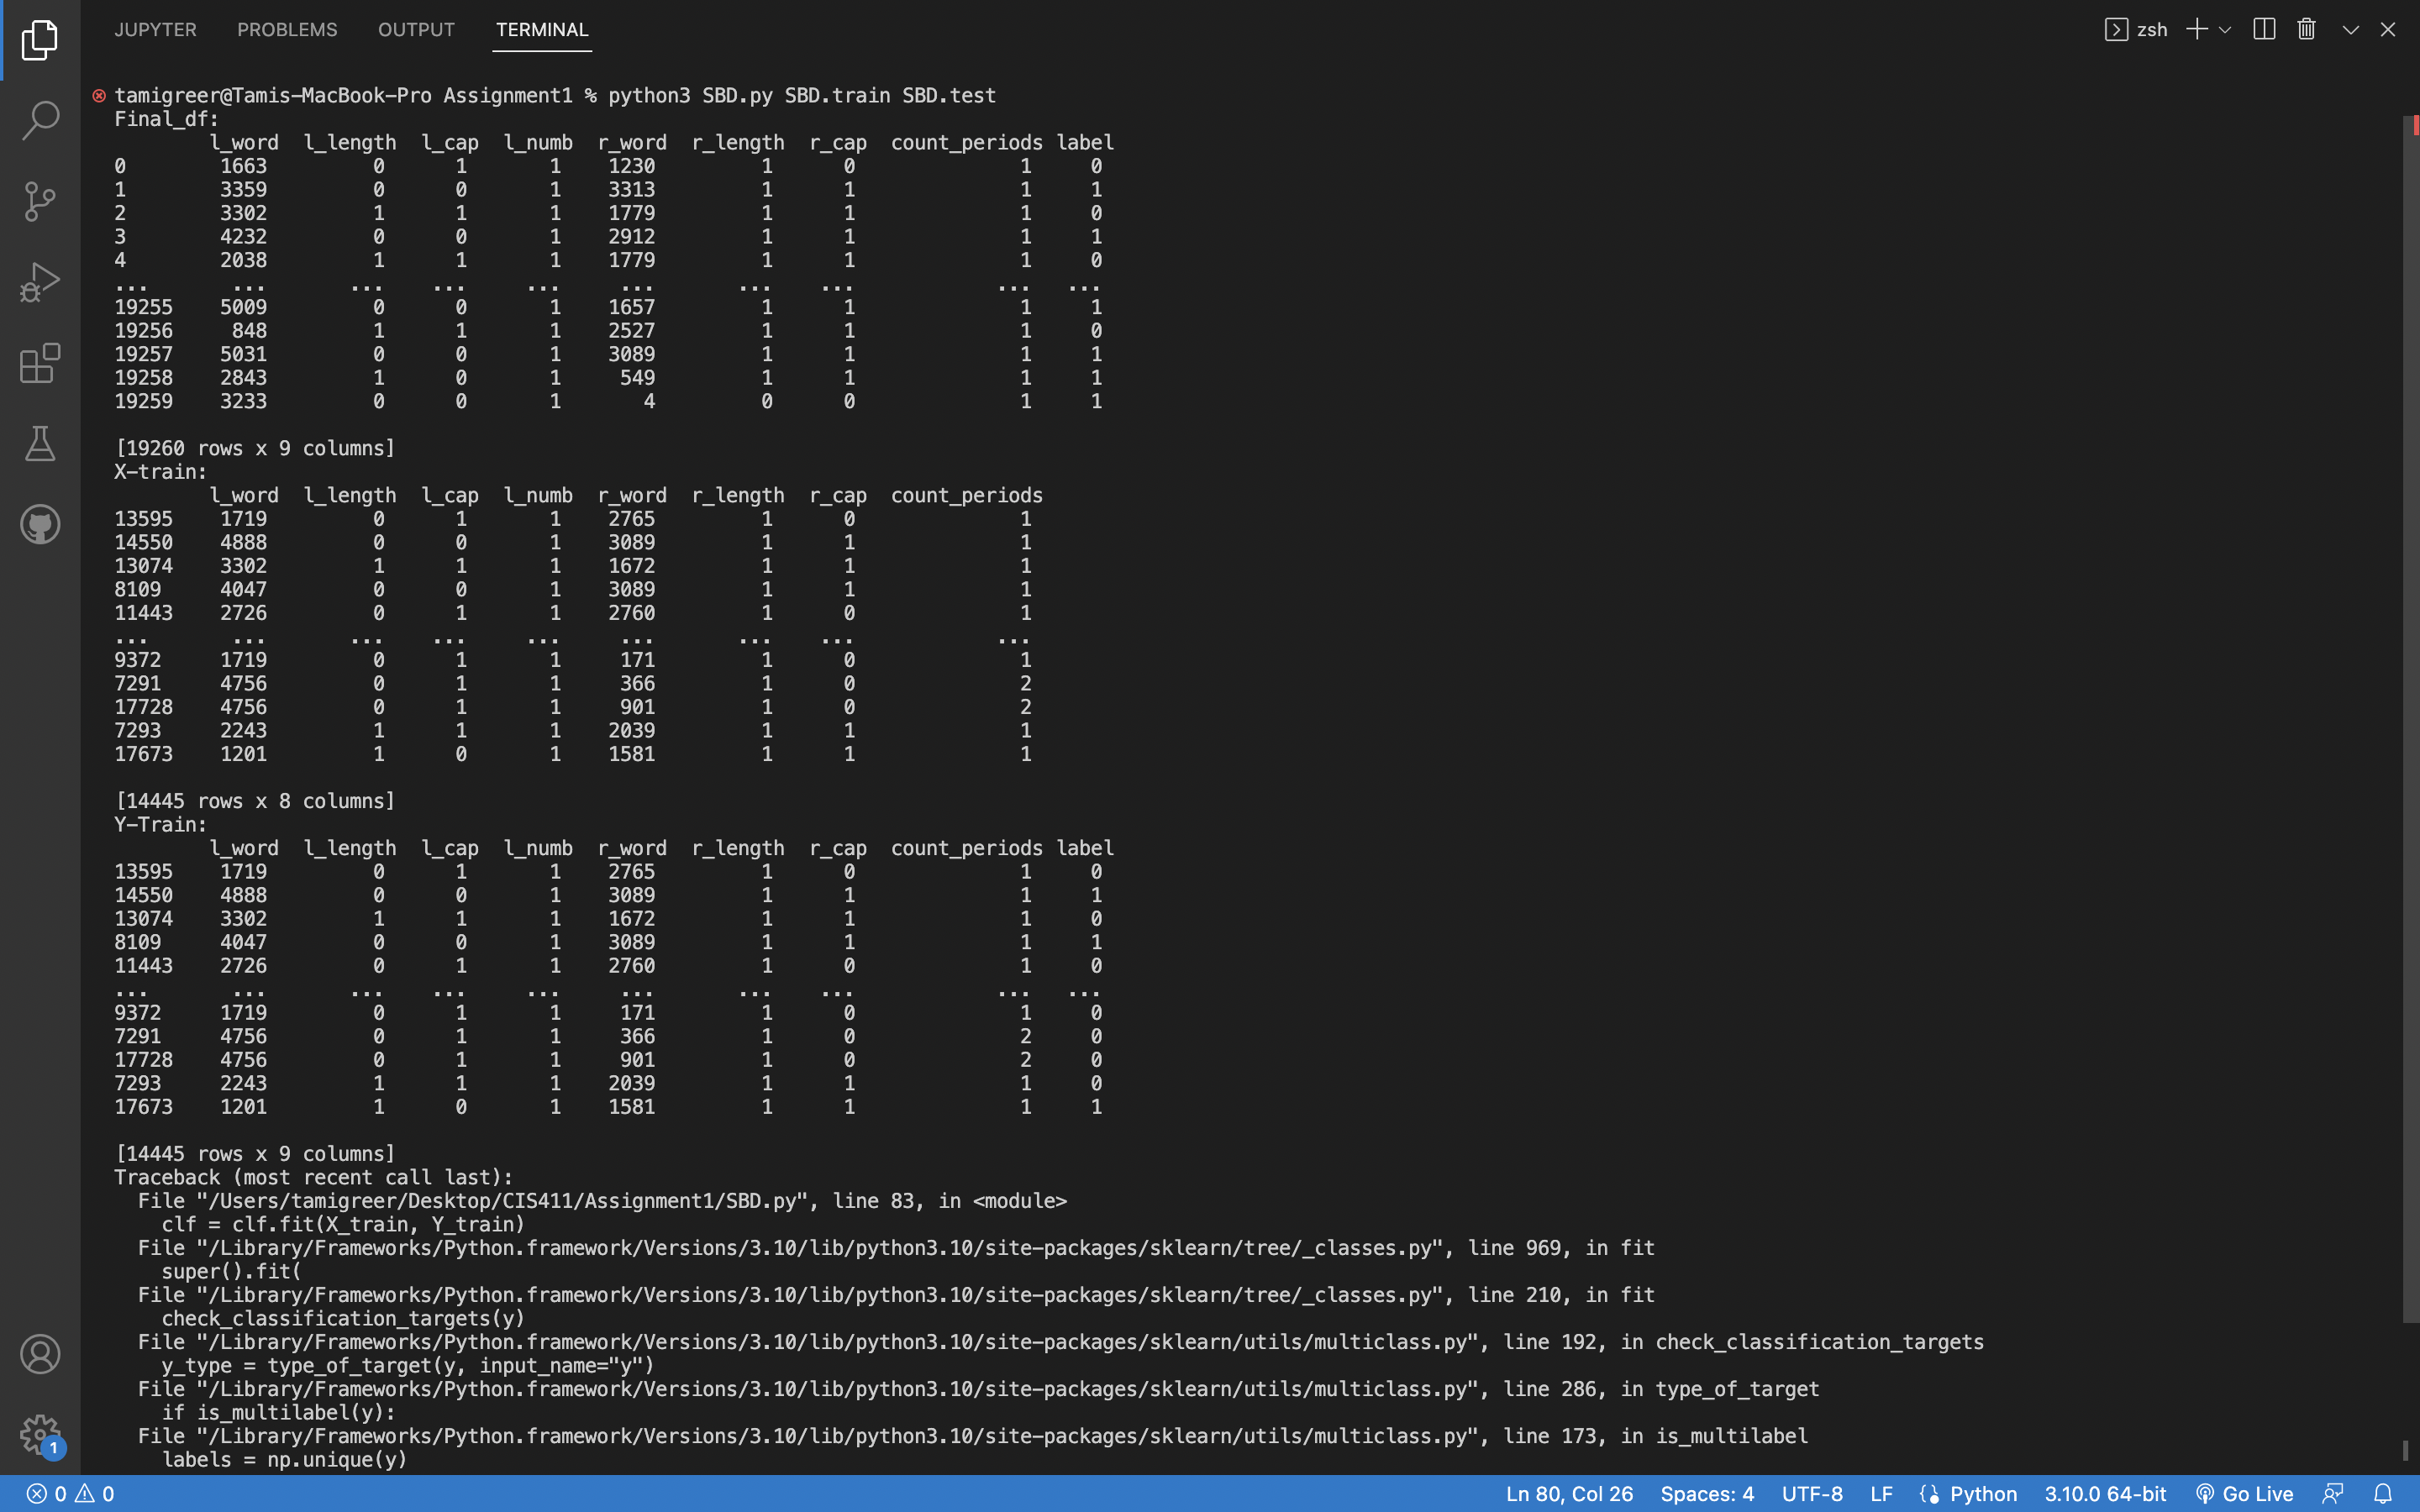 JUPYTER PROBLEMS OUTPUT TERMINAL zsh
tamigreer@Tamis-MacBook-Pro Assignment1 % python3 SBD.py SBD.train SBD.test
Final_df:
l_word l_length l_cap l_numb r_word r_length r_cap count_periods label
0 1663 0 1 1 1230 1 0 1 0
1 3359 0 0 1 3313 1 1 1 1
2 3302 1 1 1 1779 1 1 1 0
3 4232 0 0 1 2912 1 1 1 1
4 2038 1 1 1 1779 1 1 1 0
... ... ... ... ... ... ... ... ... ...
19255 5009 0 0 1 1657 1 1 1 1
19256 848 1 1 1 2527 1 1 1 0
19257 5031 0 0 1 3089 1 1 1 1
19258 2843 1 0 1 549 1 1 1 1
19259 3233 0 0 1 4 0 0 1 1
[19260 rows x 9 columns]
X-train:
l_word l_length l_cap l_numb r_word r_length r_cap count_periods
13595 1719 0 1 1 2765 1 0 1
14550 4888 0 0 1 3089 1 1 1
13074 3302 1 1 1 1672 1 1 1
8109 4047 0 0 1 3089 1 1 1
11443 2726 0 1 1 2760 1 0 1
... ... ... ... ... ... ... ... ...
9372 1719 0 1 1 171 1 0 1
7291 4756 0 1 1 366 1 0 2
17728 4756 0 1 1 901 1 0 2
7293 2243 1 1 1 2039 1 1 1
17673 1201 1 0 1 1581 1 1 1
[14445 rows x 8 columns]
Y-Train:
l_word l_length l_cap l_numb r_word r_length r_cap count_periods label
13595 1719 0 1 1 2765 1 0 1 0
14550 4888 0 0 1 3089 1 1 1 1
13074 3302 1 1 1 1672 1 1 1 0
8109 4047 0 0 1 3089 1 1 1 1
11443 2726 0 1 1 2760 1 0 1 0
... ... ... ... ... ... ... ... ... ...
9372 1719 0 1 1 171 1 0 1 0
7291 4756 0 1 1 366 1 0 2 0
17728 4756 0 1 1 901 1 0 2 0
7293 2243 1 1 1 2039 1 1 1 0
17673 1201 1 0 1 1581 1 1 1 1
[14445 rows x 9 columns]
Traceback (most recent call last):
File "/Users/tamigreer/Desktop/CIS411/Assignment1/SBD.py", line 83, in <module>
clf = clf.fit(X_train, Y_train)
File "/Library/Frameworks/Python.framework/Versions/3.10/lib/python3.10/site-packages/sklearn/tree/_classes.py", line 969, in fit
super().fit(
File "/Library/Frameworks/Python.framework/Versions/3.10/lib/python3.10/site-packages/sklearn/tree/_classes.py", line 210, in fit
check_classification_targets(y)
File "/Library/Frameworks/Python.framework/Versions/3.10/lib/python3.10/site-packages/sklearn/utils/multiclass.py", line 192, in check_classification_targets
y_type = type_of_target(y, input_name="y")
File "/Library/Frameworks/Python.framework/Versions/3.10/lib/python3.10/site-packages/sklearn/utils/multiclass.py", line 286, in type_of_target
if is_multilabel(y):
File "/Library/Frameworks/Python.framework/Versions/3.10/lib/python3.10/site-packages/sklearn/utils/multiclass.py", line 173, in is_multilabel
labels = np.unique(y)
1
0 0 Ln 80, Col 26 Spaces: 4 UTF-8 LF Python 3.10.0 64-bit Go Live